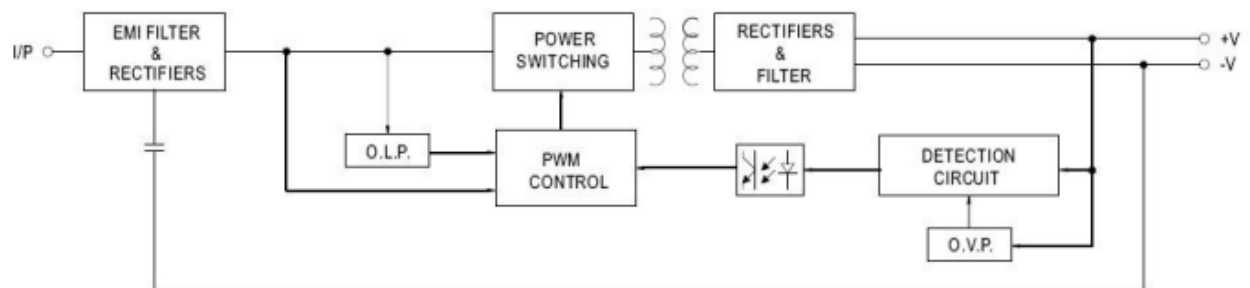 I/P
EMI FILTER
&
RECTIFIERS
POWER
SWITCHING
RECTIFIERS
&
FILTER
+V
-V
O.L.P.
PWM
CONTROL
DETECTION
CIRCUIT
O.V.P.